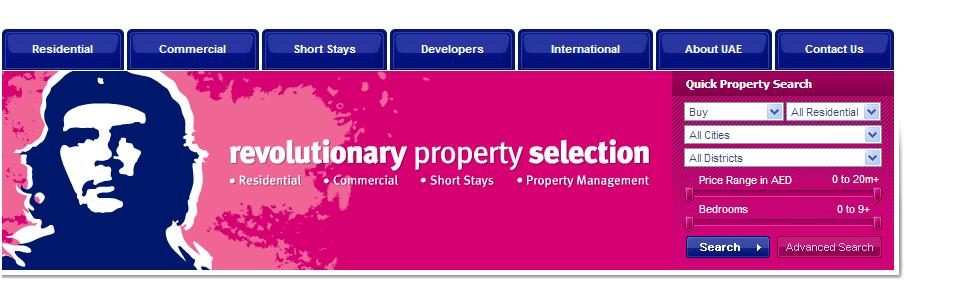 Residential Commercial Short Stays Developers International About UAE Contact Us
Quick Property Search
Buy All Residential
All Cities
All Districts
revolutionary property selection
• Residential • Commercial • Short Stays • Property Management
Price Range in AED 0 to 20m+
Bedrooms 0 to 9+
Search Advanced Search